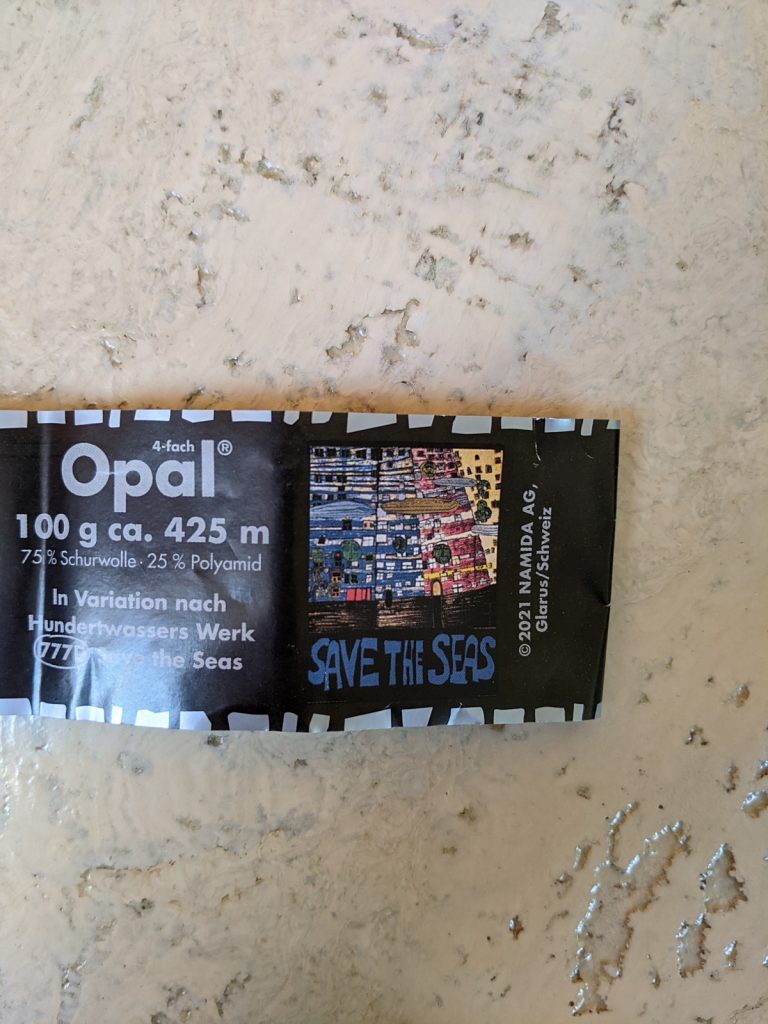 4-fach
Opal®
100 g ca. 425 m
75 % Schurwolle · 25 % Polyamid
In Variation nach
Hundertwassers Werk
Save the Seas
SAVE THE SEAS
© 2021 NAMIDA AG,
Glarus/Schweiz